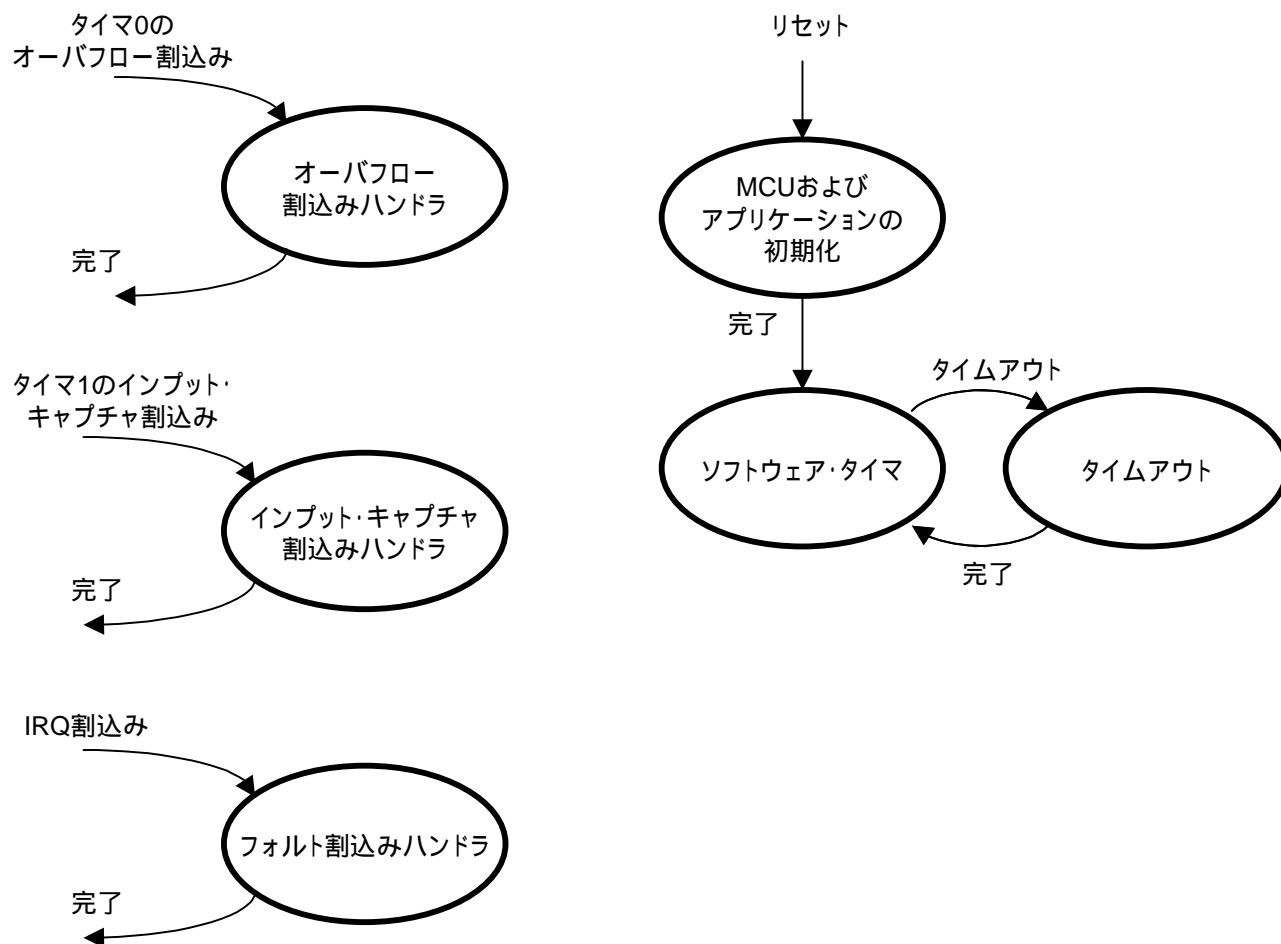 タイマ0の
オーバフロー割込み
オーバフロー
割込みハンドラ
完了
タイマ1のインプット・
キャプチャ割込み
インプット・キャプチャ
割込みハンドラ
完了
IRQ割込み
フォルト割込みハンドラ
完了
リセット
MCUおよび
アプリケーションの
初期化
完了
ソフトウェア・タイマ
タイムアウト
タイムアウト
完了